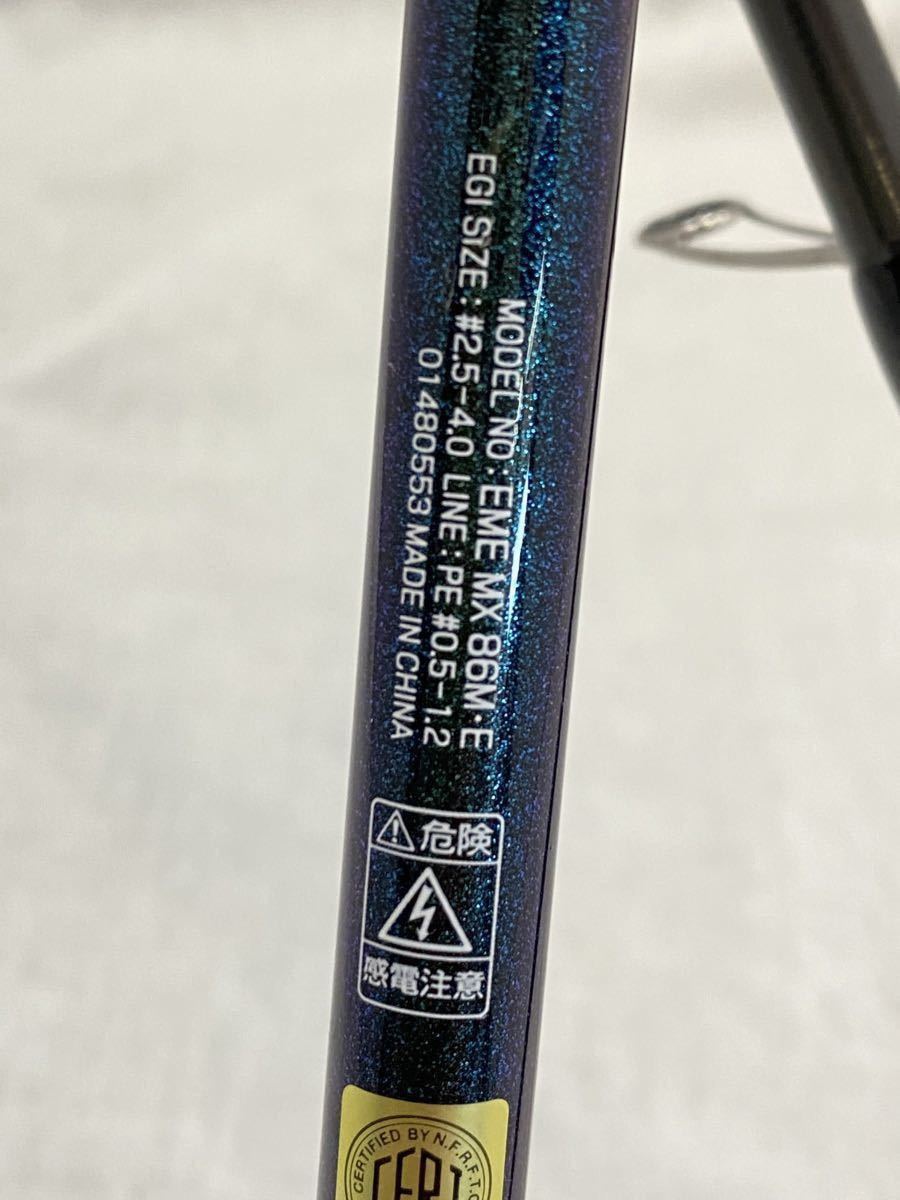 MODEL NO : EME MX 86M·E
EGI SIZE : #2.5-4.0 LINE : PE #0.5-1.2
01480553 MADE IN CHINA
危険
感電注意
CERTIFIED BY N.F.R.F.T.C
CERT